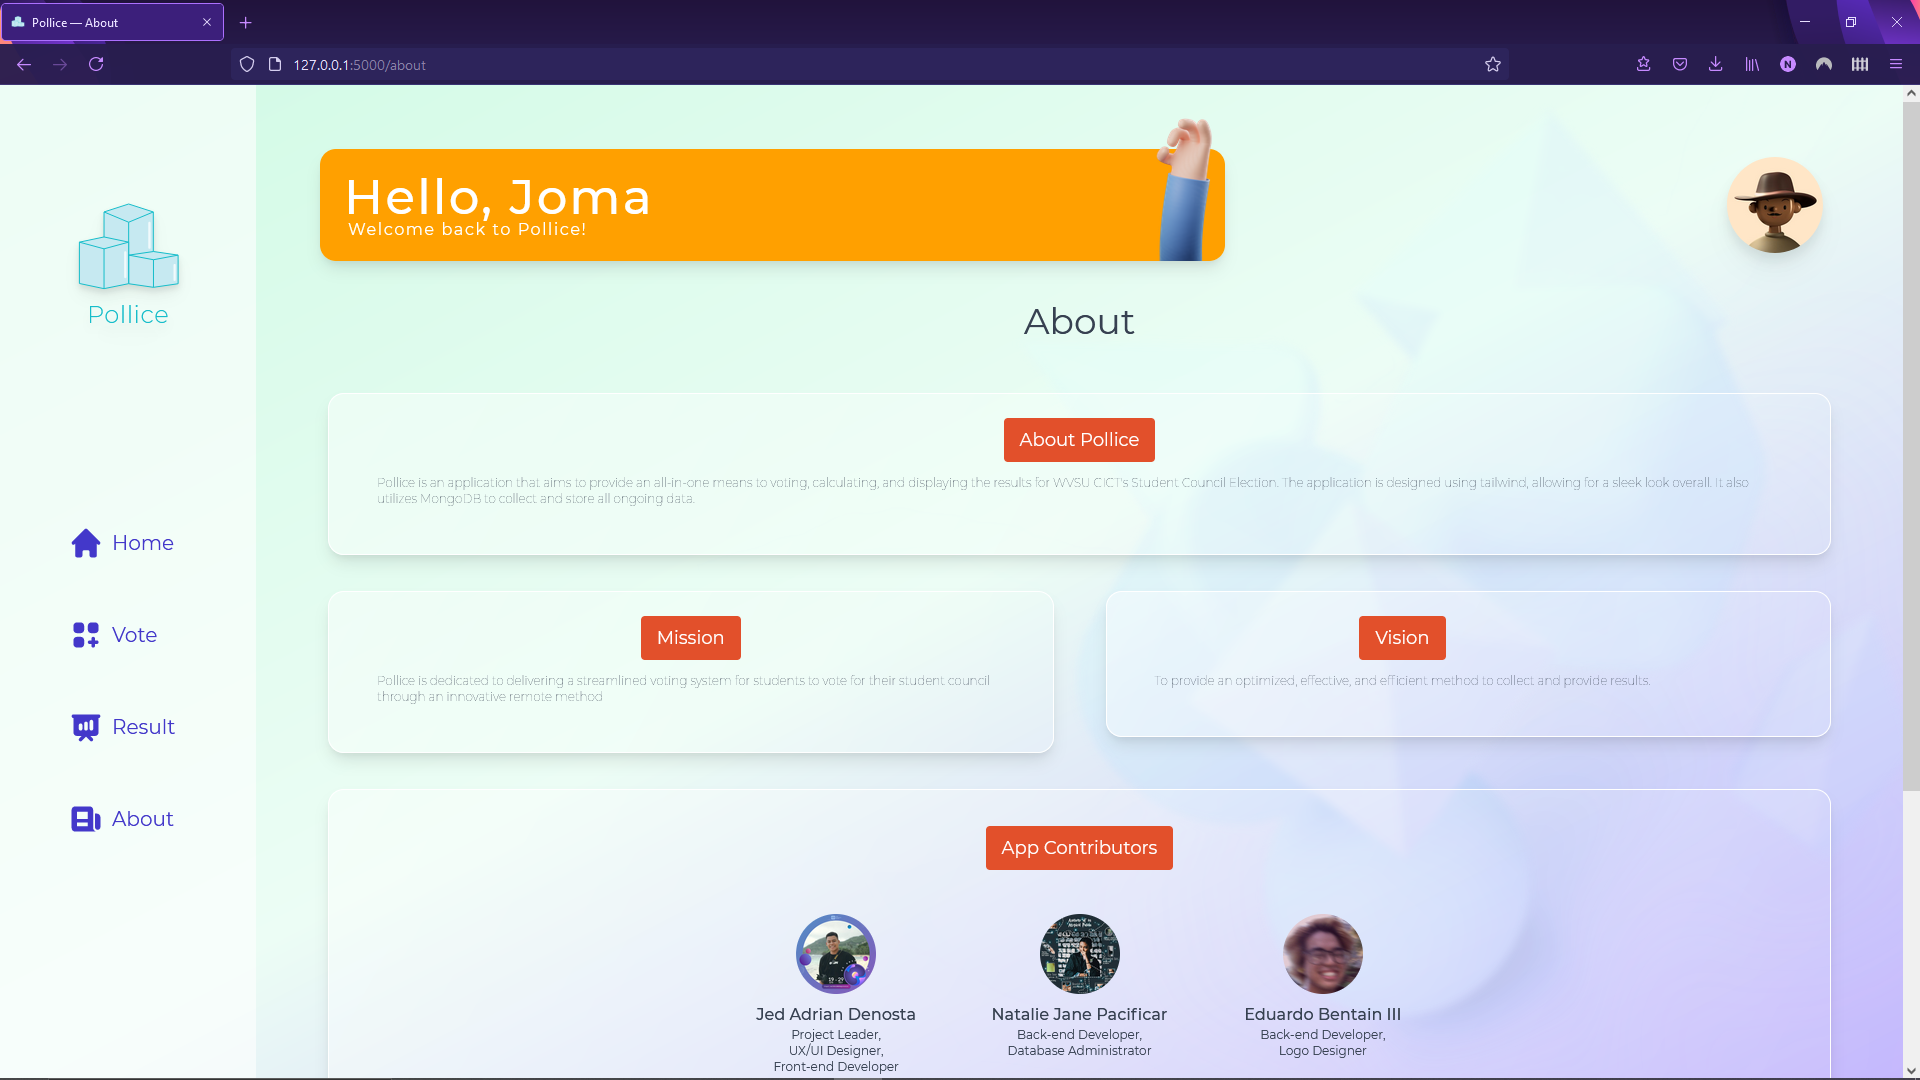 Pollice — About
127.0.0.1:5000/about
N
Hello, Joma
Welcome back to Pollice!
Pollice
About
About Pollice
Pollice is an application that aims to provide an all-in-one means to voting, calculating, and displaying the results for WVSU CICT's Student Council Election. The application is designed using tailwind, allowing for a sleek look overall. It also
utilizes MongoDB to collect and store all ongoing data.
Home
Vote
Result
About
Mission
Pollice is dedicated to delivering a streamlined voting system for students to vote for their student council
through an innovative remote method
Vision
To provide an optimized, effective, and efficient method to collect and provide results.
App Contributors
Jed Adrian Denosta
Project Leader,
UX/UI Designer,
Front-end Developer
Natalie Jane Pacificar
Back-end Developer,
Database Administrator
Eduardo Bentain III
Back-end Developer,
Logo Designer